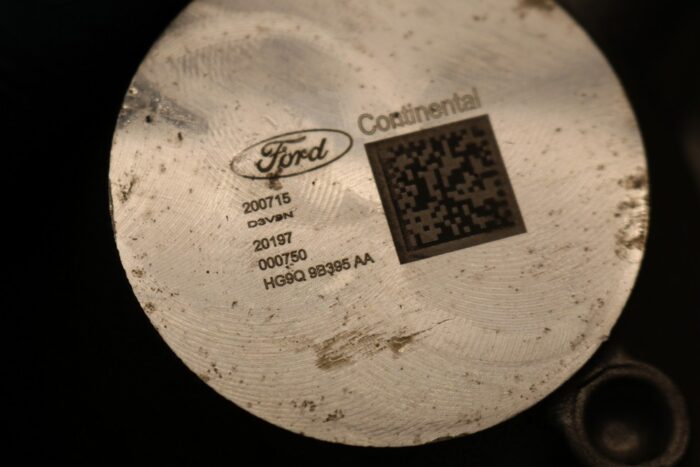 Continental
Ford
200715
D3V9N
20197
000750
HG9Q 9B395 AA